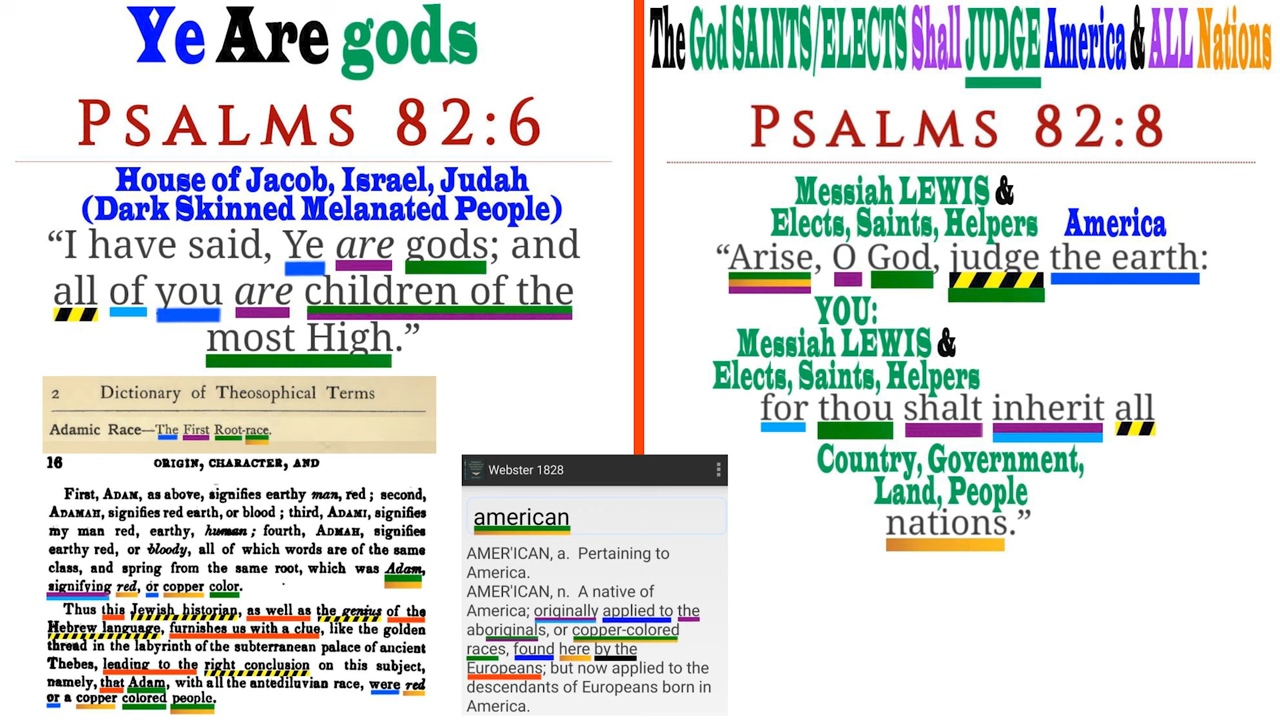 Ye Are gods
PSALMS 82:6
House of Jacob, Israel, Judah
(Dark Skinned Melanated People)
“I have said, Ye are gods; and
all of you are children of the
most High.”
2 Dictionary of Theosophical Terms
Adamic Race—The First Root-race.
16 ORIGIN, CHARACTER, AND
First, ADAM, as above, signifies earthy man, red; second,
ADAMAH, signifies red earth, or blood; third, ADAMI, signifies
my man red, earthy, human; fourth, ADMAH, signifies
earthy red, or bloody, all of which words are of the same
class, and spring from the same root, which was Adam,
signifying red, or copper color.
Thus this Jewish historian, as well as the genius of the
Hebrew language, furnishes us with a clue, like the golden
thread in the labyrinth of the subterranean palace of ancient
Thebes, leading to the right conclusion on this subject,
namely, that Adam, with all the antediluvian race, were red
or a copper colored people.
Webster 1828
american
AMER'ICAN, a. Pertaining to
America.
AMER'ICAN, n. A native of
America; originally applied to the
aboriginals, or copper-colored
races, found here by the
Europeans; but now applied to the
descendants of Europeans born in
America.
The God SAINTS/ELECTS Shall JUDGE America & ALL Nations
PSALMS 82:8
Messiah LEWIS &
Elects, Saints, Helpers America
“Arise, O God, judge the earth:
YOU:
Messiah LEWIS &
Elects, Saints, Helpers
for thou shalt inherit all
Country, Government,
Land, People
nations.”